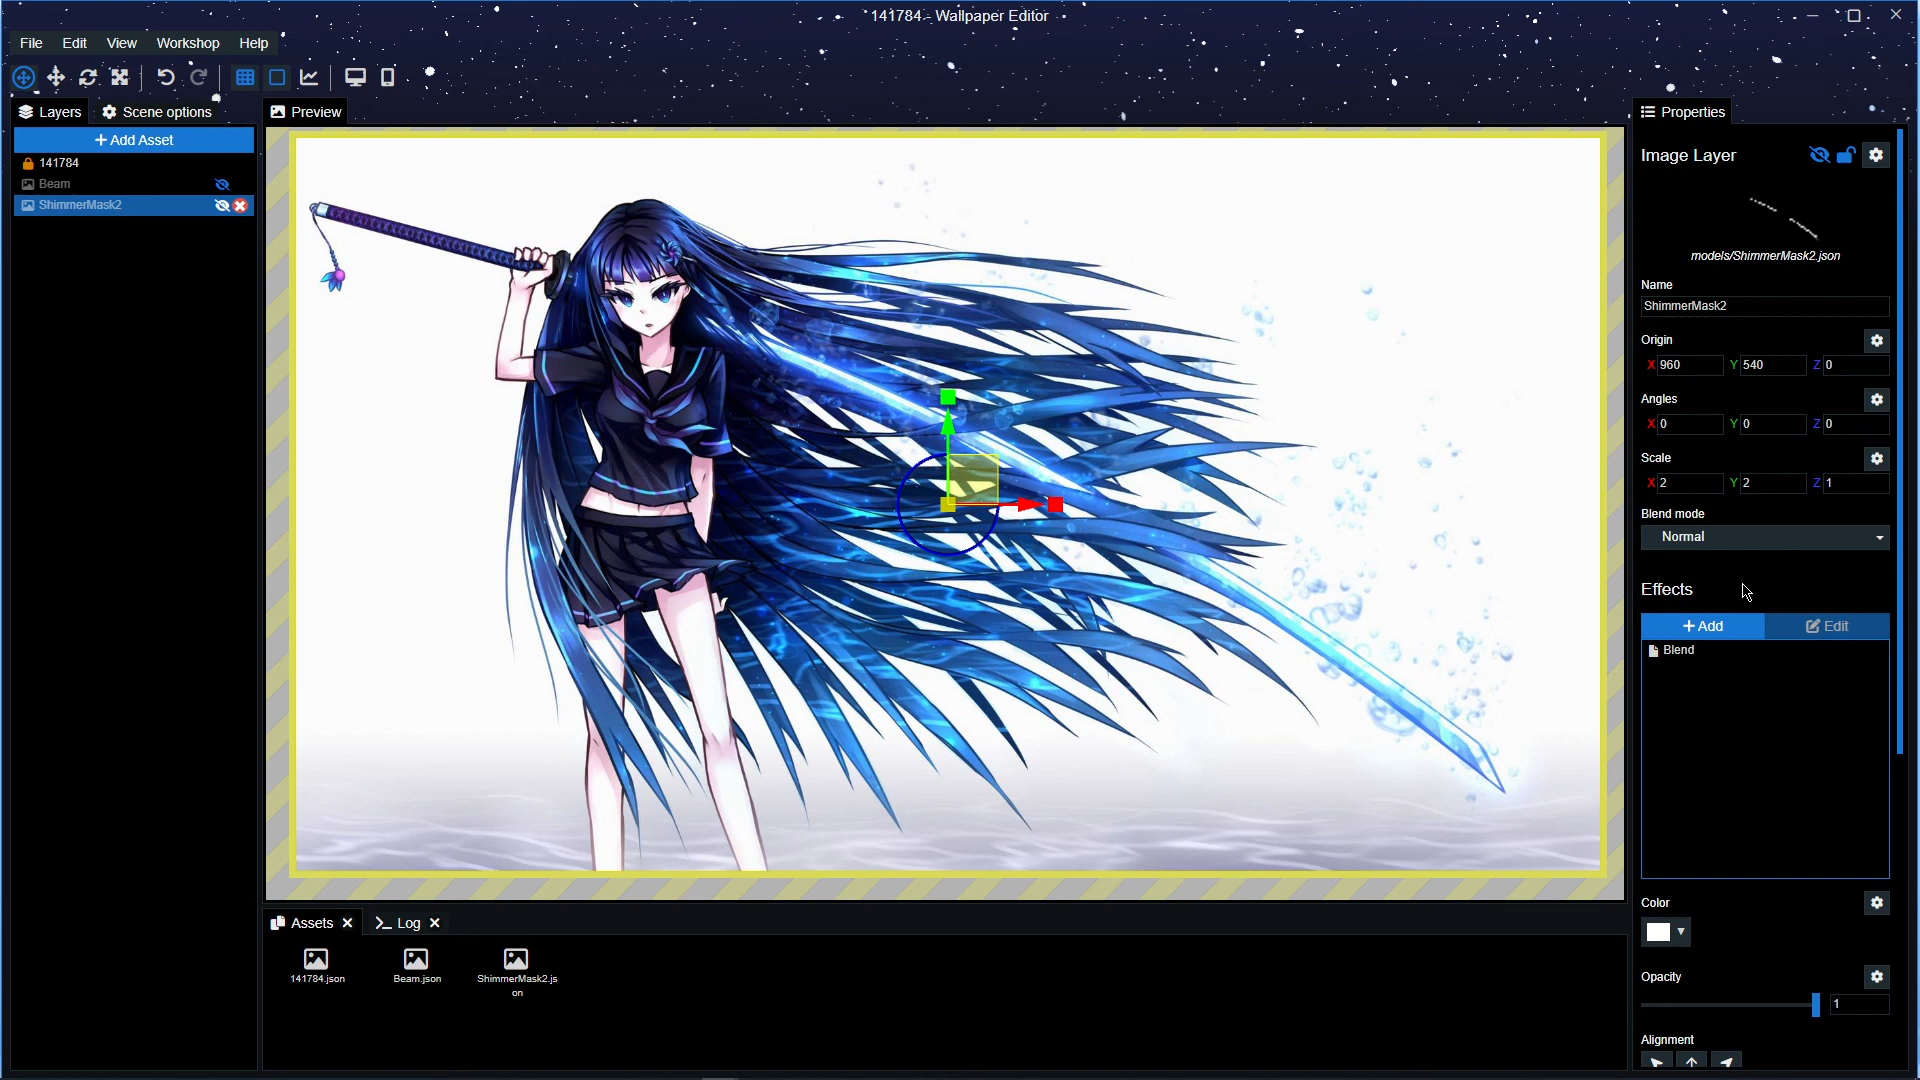 141784 - Wallpaper Editor
File Edit View Workshop Help
Layers Scene options Preview Properties
+ Add Asset
141784
Beam
ShimmerMask2
Image Layer
models/ShimmerMask2.json
Name
ShimmerMask2
Origin
X 960 Y 540 Z 0
Angles
X 0 Y 0 Z 0
Scale
X 2 Y 2 Z 1
Blend mode
Normal
Effects
+ Add Edit
Blend
Color
Opacity
1
Alignment
Assets Log
141784.json Beam.json ShimmerMask2.js
on